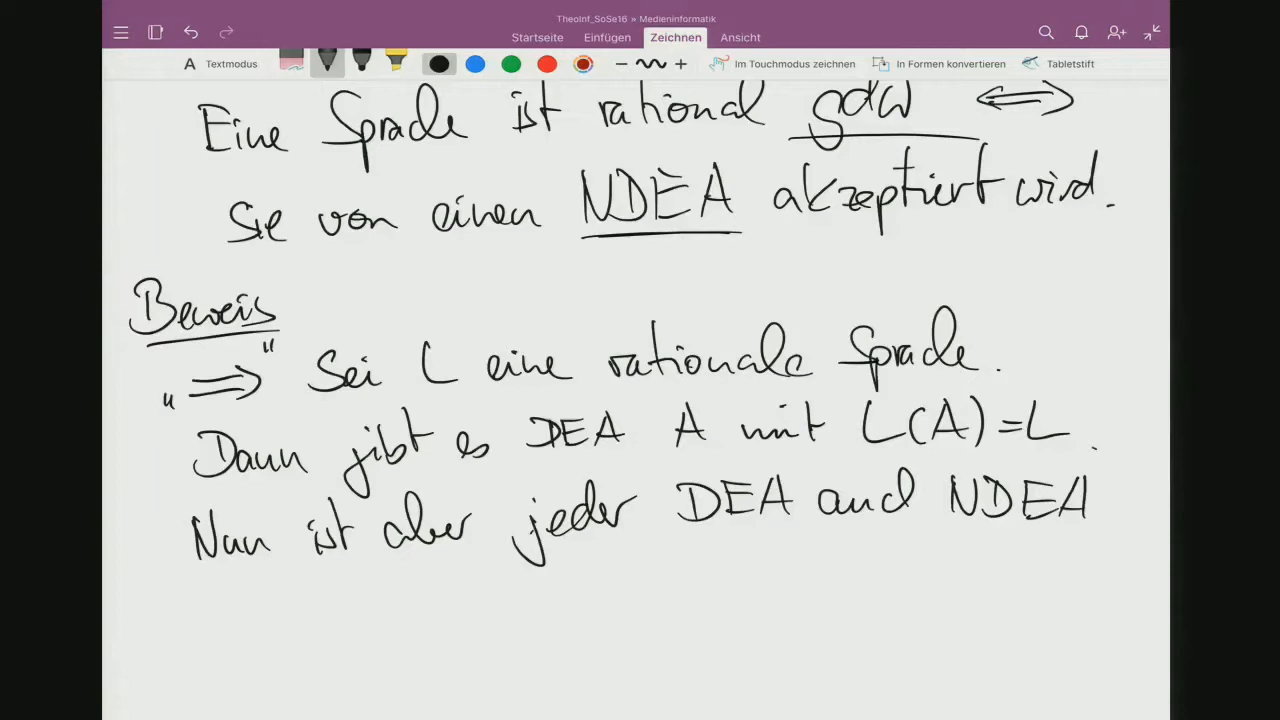 TheoInf_SoSe16 » Medieninformatik
Startseite Einfügen Zeichnen Ansicht
A Textmodus Im Touchmodus zeichnen In Formen konvertieren Tabletstift
Eine Sprache ist rational gdw ⟺
sie von einen NDEA akzeptiert wird.
Beweis
„⟹" Sei L eine rationale Sprache.
Dann gibt es DEA A mit L(A)=L.
Nun ist aber jeder DEA auch NDEA